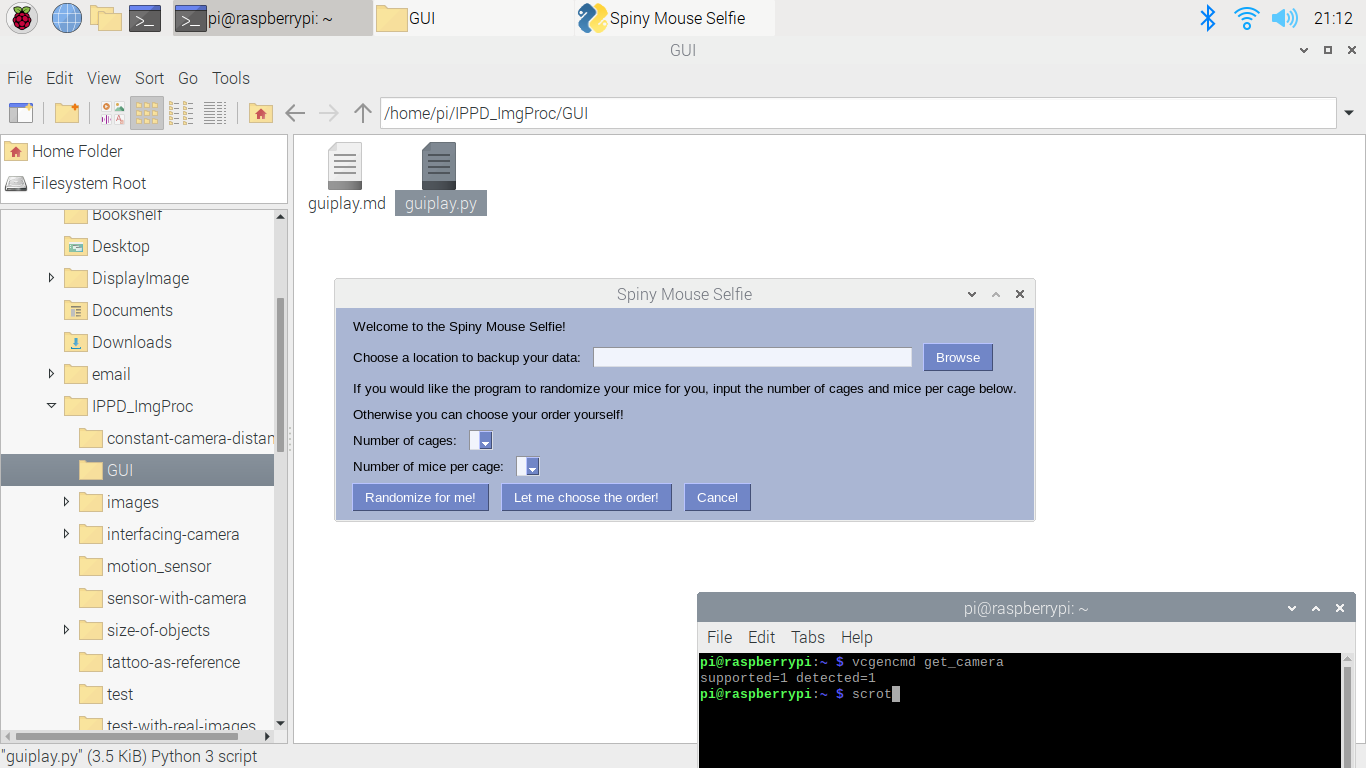 pi@raspberrypi: ~ GUI Spiny Mouse Selfie 21:12
GUI
File Edit View Sort Go Tools
/home/pi/IPPD_ImgProc/GUI
Home Folder
Filesystem Root
Bookshelf
Desktop
DisplayImage
Documents
Downloads
email
IPPD_ImgProc
constant-camera-distan
GUI
images
interfacing-camera
motion_sensor
sensor-with-camera
size-of-objects
tattoo-as-reference
test
test-with-real-images
guiplay.md guiplay.py
Spiny Mouse Selfie
Welcome to the Spiny Mouse Selfie!
Choose a location to backup your data: Browse
If you would like the program to randomize your mice for you, input the number of cages and mice per cage below.
Otherwise you can choose your order yourself!
Number of cages:
Number of mice per cage:
Randomize for me! Let me choose the order! Cancel
pi@raspberrypi: ~
File Edit Tabs Help
pi@raspberrypi:~ $ vcgencmd get_camera
supported=1 detected=1
pi@raspberrypi:~ $ scrot
"guiplay.py" (3.5 KiB) Python 3 script